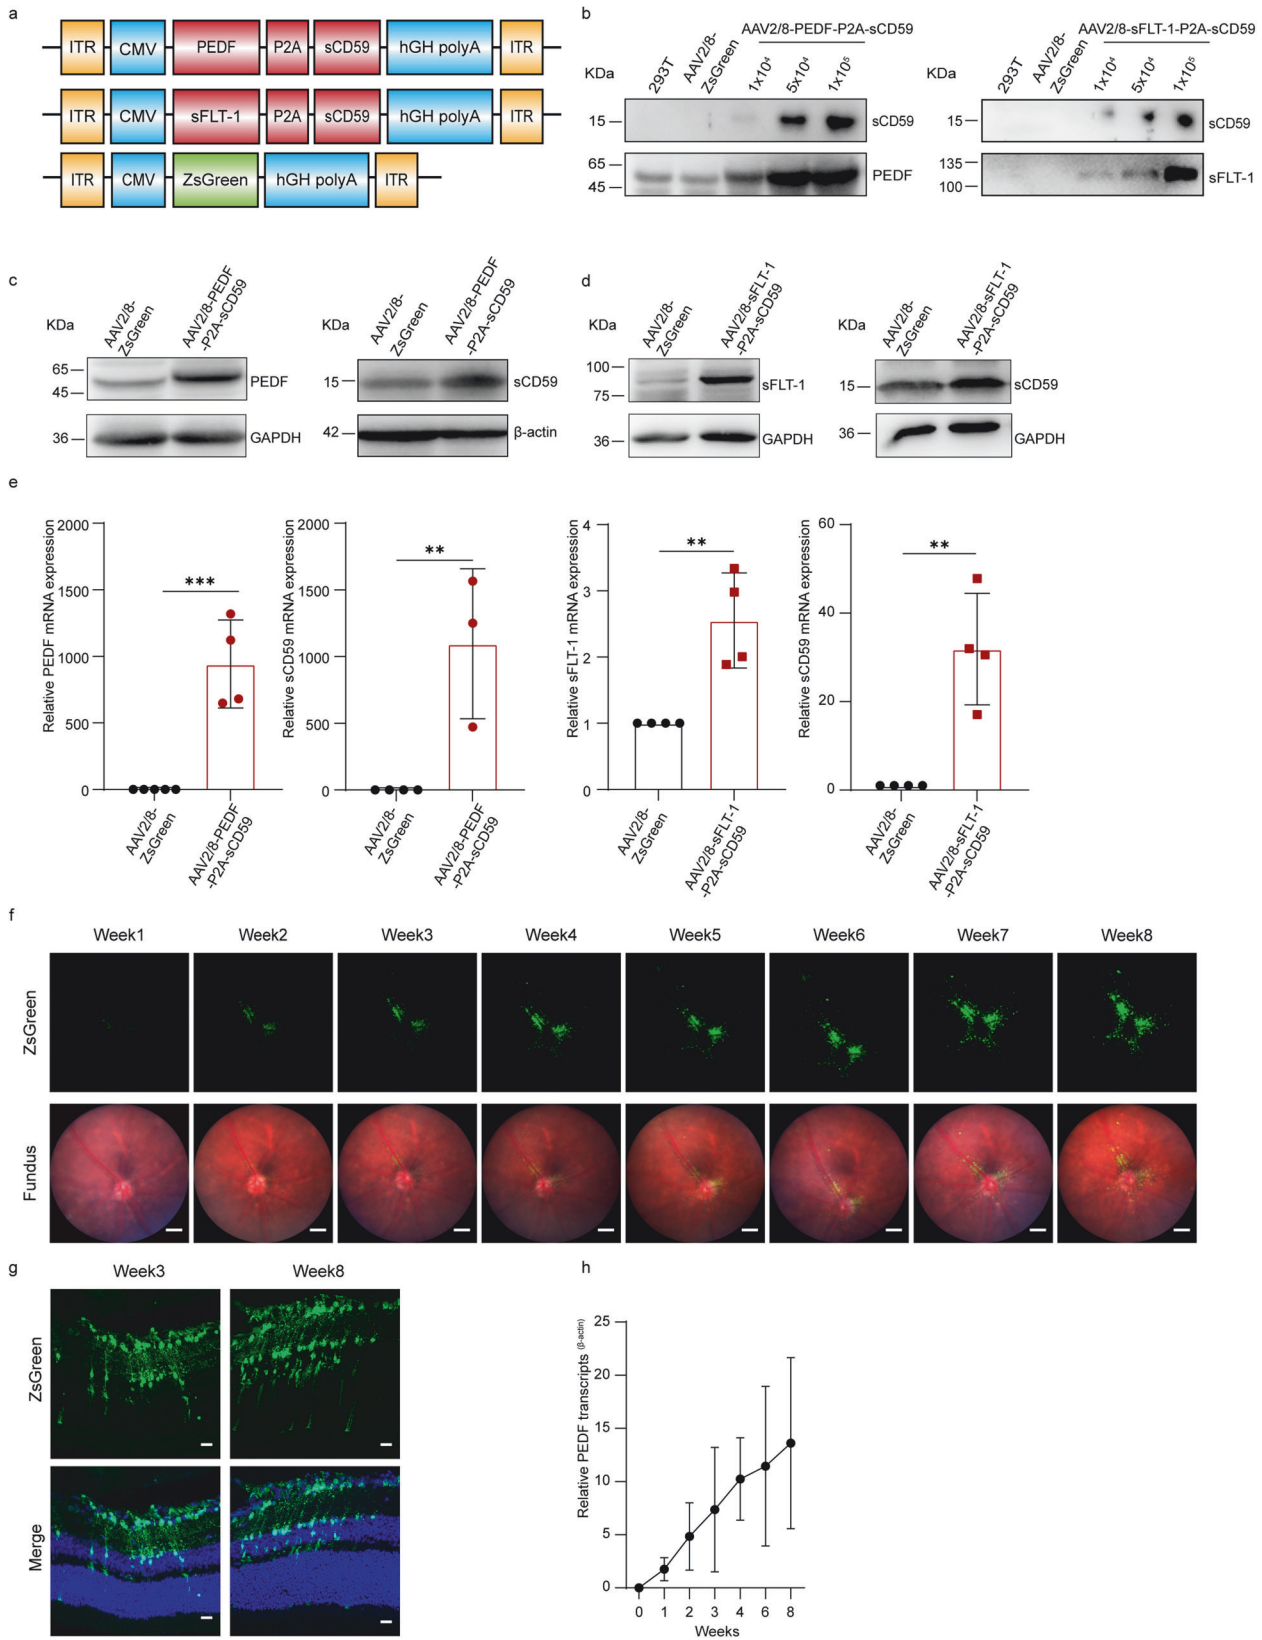 a
ITR CMV PEDF P2A sCD59 hGH polyA ITR
ITR CMV sFLT-1 P2A sCD59 hGH polyA ITR
ITR CMV ZsGreen hGH polyA ITR
b
AAV2/8-PEDF-P2A-sCD59
KDa
293T
AAV2/8-
ZsGreen
1x10⁴
5x10⁴
1x10⁵
15
sCD59
65
45
PEDF
AAV2/8-sFLT-1-P2A-sCD59
KDa
293T
AAV2/8-
ZsGreen
1x10⁴
5x10⁴
1x10⁵
15
sCD59
135
100
sFLT-1
c
KDa
AAV2/8-
ZsGreen
AAV2/8-PEDF
-P2A-sCD59
65
45
PEDF
36
GAPDH
KDa
AAV2/8-
ZsGreen
AAV2/8-PEDF
-P2A-sCD59
15
sCD59
42
β-actin
d
KDa
AAV2/8-
ZsGreen
AAV2/8-sFLT-1
-P2A-sCD59
100
75
sFLT-1
36
GAPDH
KDa
AAV2/8-
ZsGreen
AAV2/8-sFLT-1
-P2A-sCD59
15
sCD59
36
GAPDH
e
Relative PEDF mRNA expression
2000
1500
1000
500
0
***
AAV2/8-
ZsGreen
AAV2/8-PEDF
-P2A-sCD59
Relative sCD59 mRNA expression
2000
1500
1000
500
0
**
AAV2/8-
ZsGreen
AAV2/8-PEDF
-P2A-sCD59
Relative sFLT-1 mRNA expression
4
3
2
1
0
**
AAV2/8-
ZsGreen
AAV2/8-sFLT-1
-P2A-sCD59
Relative sCD59 mRNA expression
60
40
20
0
**
AAV2/8-
ZsGreen
AAV2/8-sFLT-1
-P2A-sCD59
f
Week1 Week2 Week3 Week4 Week5 Week6 Week7 Week8
ZsGreen
Fundus
g
Week3 Week8
ZsGreen
Merge
h
Relative PEDF transcripts (β-actin)
25
20
15
10
5
0
0 1 2 3 4 6 8
Weeks